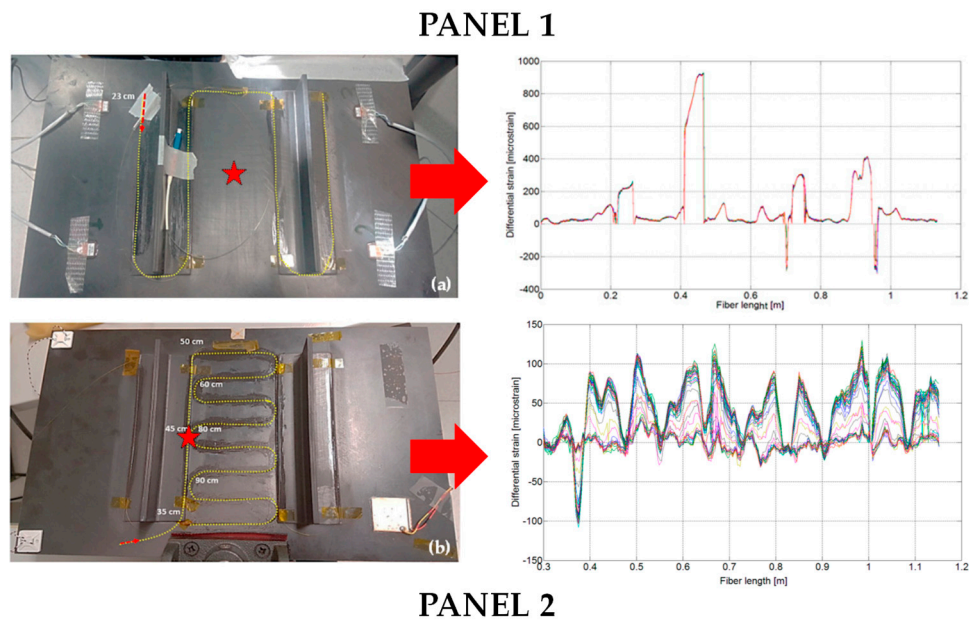 PANEL 1
23 cm
(a)
1000
800
600
400
200
0
-200
-400
0
0.2
0.4
0.6
0.8
1
1.2
Differential strain [microstrain]
Fiber lenght [m]
50 cm
60 cm
45 cm
80 cm
90 cm
35 cm
(b)
150
100
50
0
-50
-100
-150
0.3
0.4
0.5
0.6
0.7
0.8
0.9
1
1.1
1.2
Differential strain [microstrain]
Fiber length [m]
PANEL 2